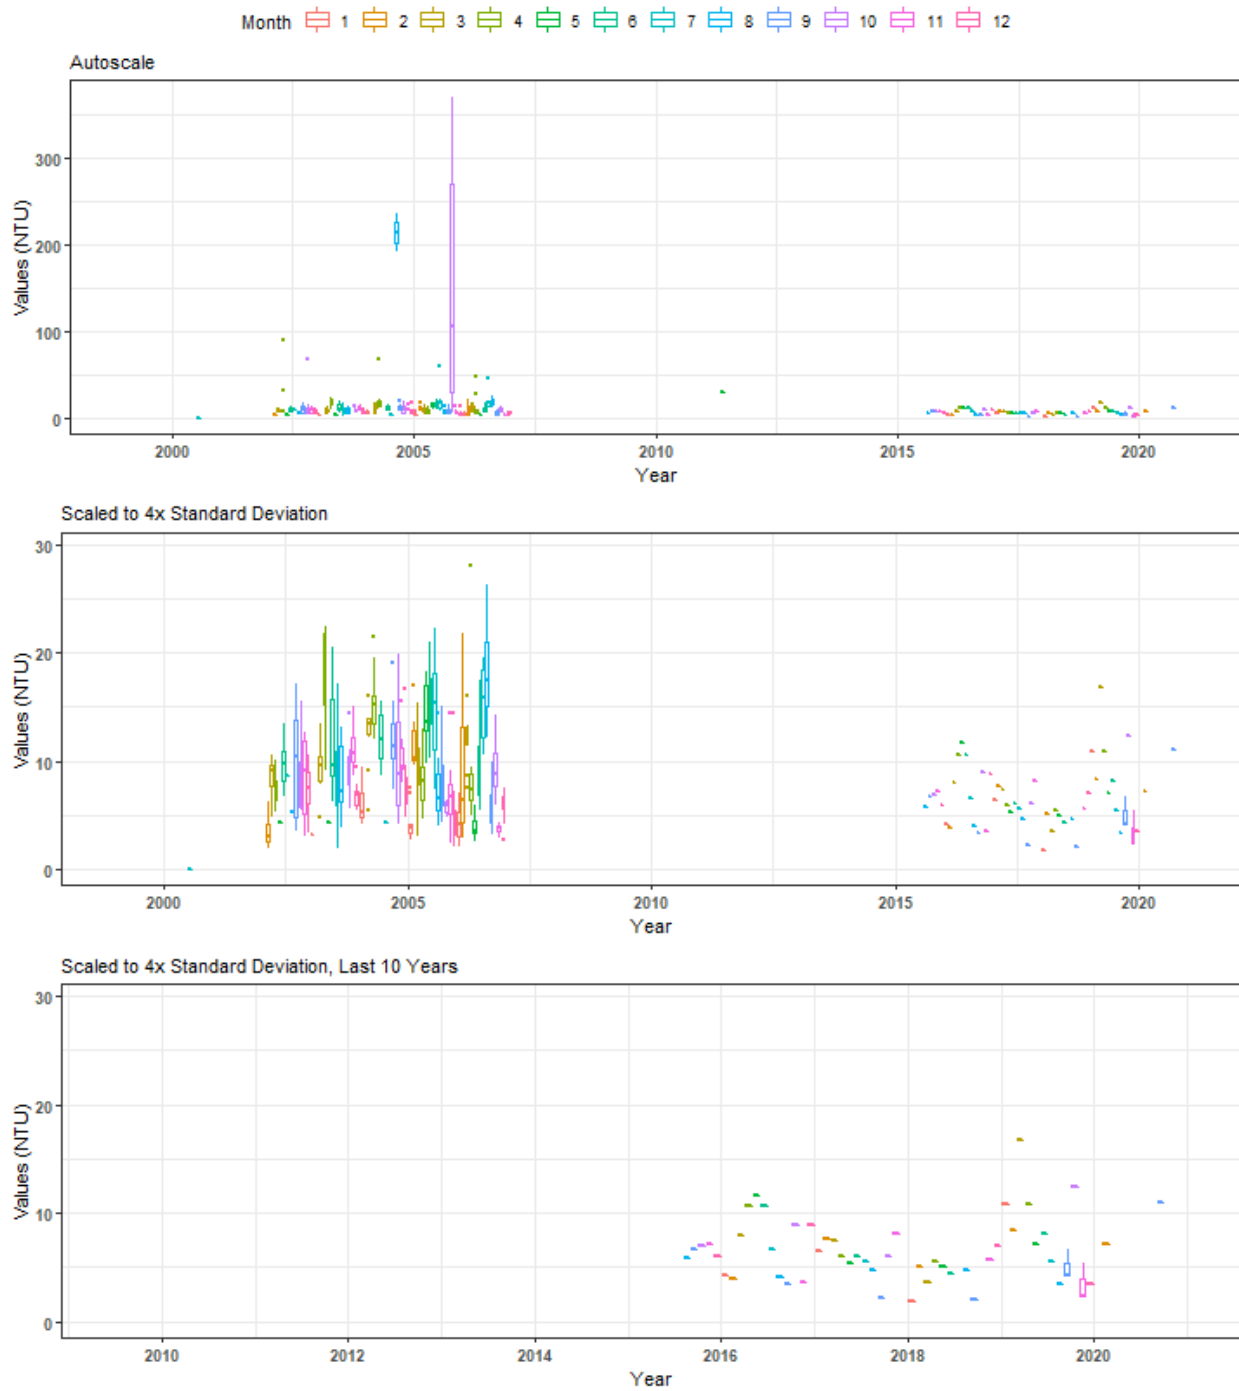 Month 1 2 3 4 5 6 7 8 9 10 11 12
Autoscale
300
200
100
0
Values (NTU)
2000 2005 2010 2015 2020
Year
Scaled to 4x Standard Deviation
30
20
10
0
Values (NTU)
2000 2005 2010 2015 2020
Year
Scaled to 4x Standard Deviation, Last 10 Years
30
20
10
0
Values (NTU)
2010 2012 2014 2016 2018 2020
Year